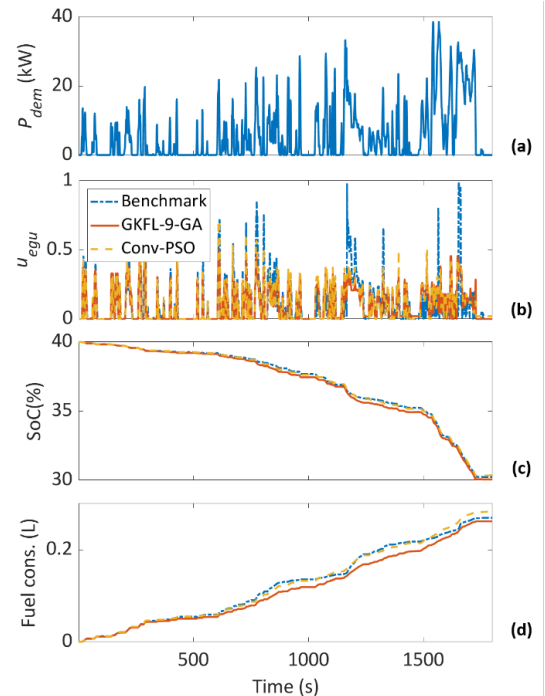 40
20
0
P_dem (kW)
(a)
1
0.5
0
u_egu
Benchmark
GKFL-9-GA
Conv-PSO
(b)
40
35
30
SoC(%)
(c)
0.2
0
Fuel cons. (L)
(d)
500
1000
1500
Time (s)